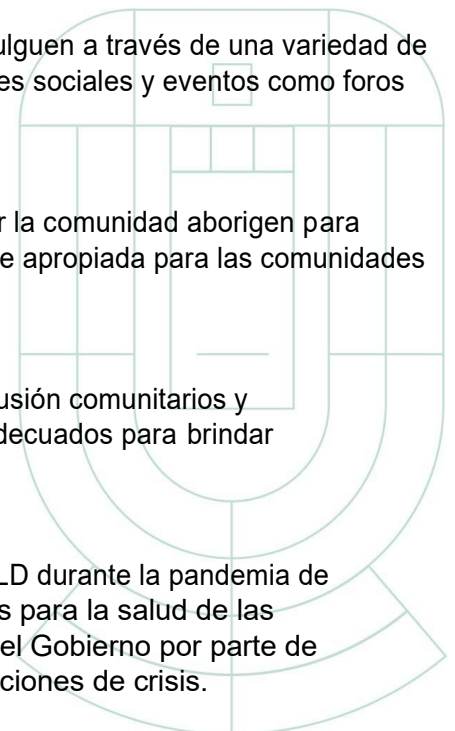 ulguen a través de una variedad de
es sociales y eventos como foros
r la comunidad aborigen para
e apropiada para las comunidades
usión comunitarios y
decuados para brindar
LD durante la pandemia de
s para la salud de las
el Gobierno por parte de
ciones de crisis.